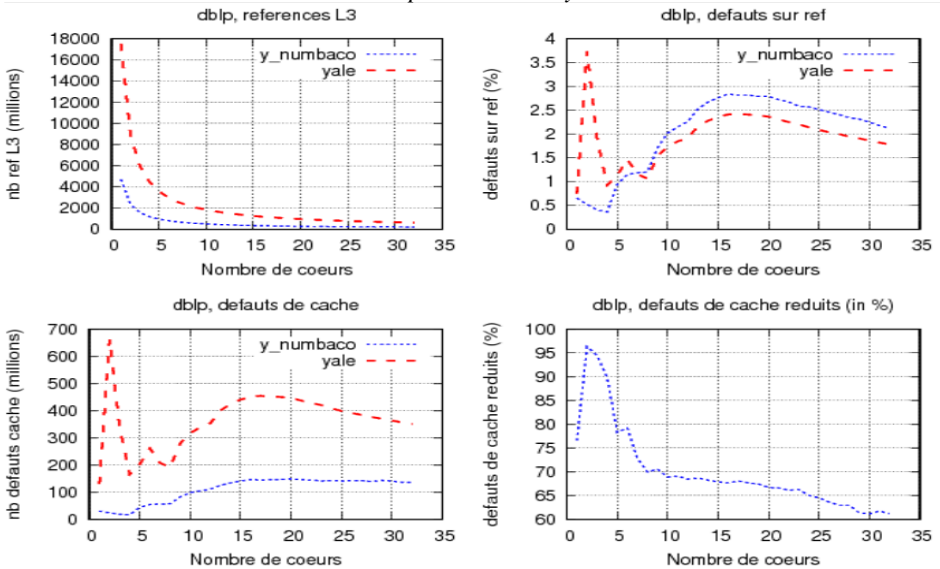 dblp, references L3
nb ref L3 (millions)
18000
16000
14000
12000
10000
8000
6000
4000
2000
0
y_numbaco
yale
0 5 10 15 20 25 30 35
Nombre de coeurs
dblp, defauts sur ref
defauts sur ref (%)
4
3.5
3
2.5
2
1.5
1
0.5
0
y_numbaco
yale
0 5 10 15 20 25 30 35
Nombre de coeurs
dblp, defauts de cache
nb defauts cache (millions)
700
600
500
400
300
200
100
0
y_numbaco
yale
0 5 10 15 20 25 30 35
Nombre de coeurs
dblp, defauts de cache reduits (in %)
defauts de cache reduits (%)
100
95
90
85
80
75
70
65
60
0 5 10 15 20 25 30 35
Nombre de coeurs